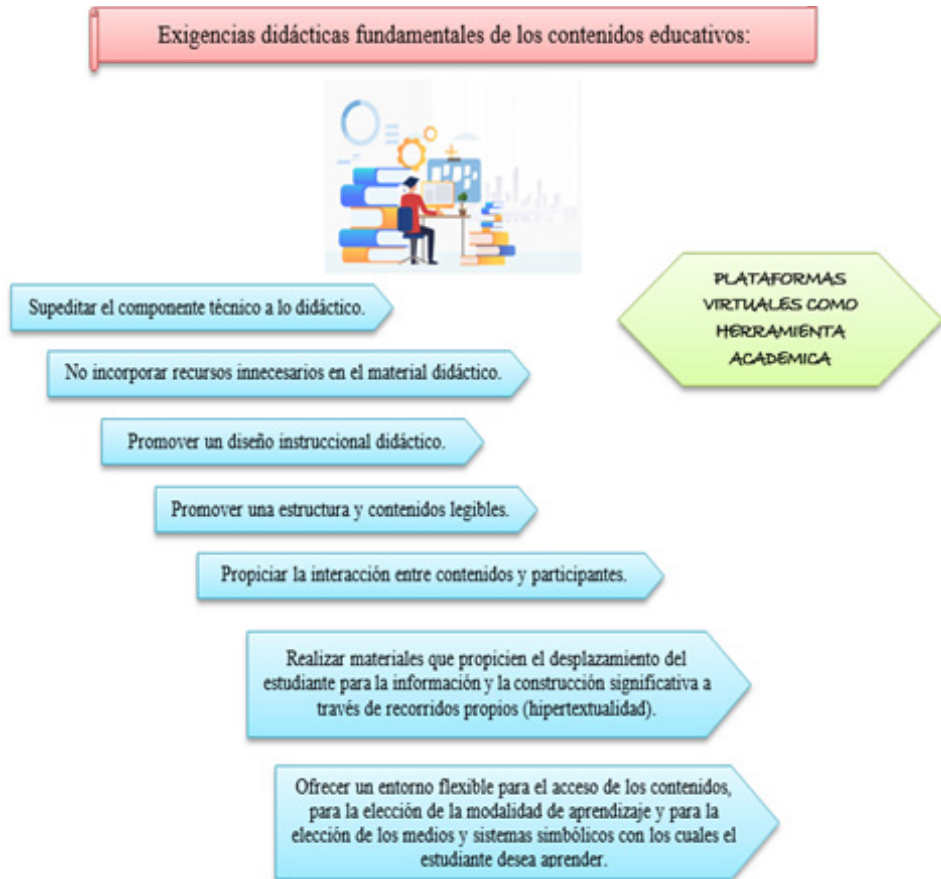 Exigencias didácticas fundamentales de los contenidos educativos:
PLATAFORMAS
VIRTUALES COMO
HERRAMIENTA
ACADEMICA
Supeditar el componente técnico a lo didáctico.
No incorporar recursos innecesarios en el material didáctico.
Promover un diseño instruccional didáctico.
Promover una estructura y contenidos legibles.
Propiciar la interacción entre contenidos y participantes.
Realizar materiales que propicien el desplazamiento del
estudiante para la información y la construcción significativa a
través de recorridos propios (hipertextualidad).
Ofrecer un entorno flexible para el acceso de los contenidos,
para la elección de la modalidad de aprendizaje y para la
elección de los medios y sistemas simbólicos con los cuales el
estudiante desea aprender.